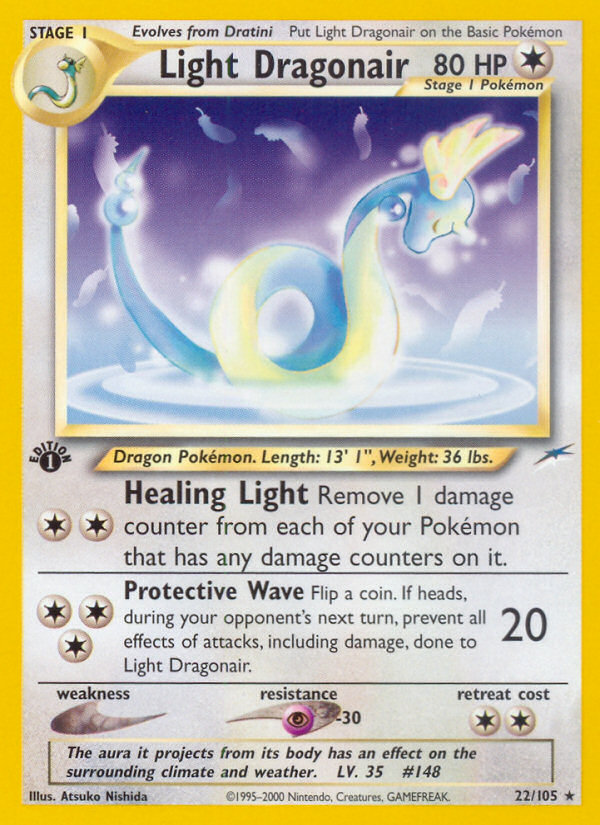 STAGE 1 Evolves from Dratini Put Light Dragonair on the Basic Pokémon
Light Dragonair 80 HP
Stage 1 Pokémon
EDITION
1
Dragon Pokémon. Length: 13' 1", Weight: 36 lbs.
Healing Light Remove 1 damage
counter from each of your Pokémon
that has any damage counters on it.
Protective Wave Flip a coin. If heads,
during your opponent's next turn, prevent all
effects of attacks, including damage, done to
Light Dragonair.
20
weakness resistance retreat cost
-30
The aura it projects from its body has an effect on the
surrounding climate and weather. LV. 35 #148
Illus. Atsuko Nishida ©1995-2000 Nintendo, Creatures, GAMEFREAK. 22/105 ★